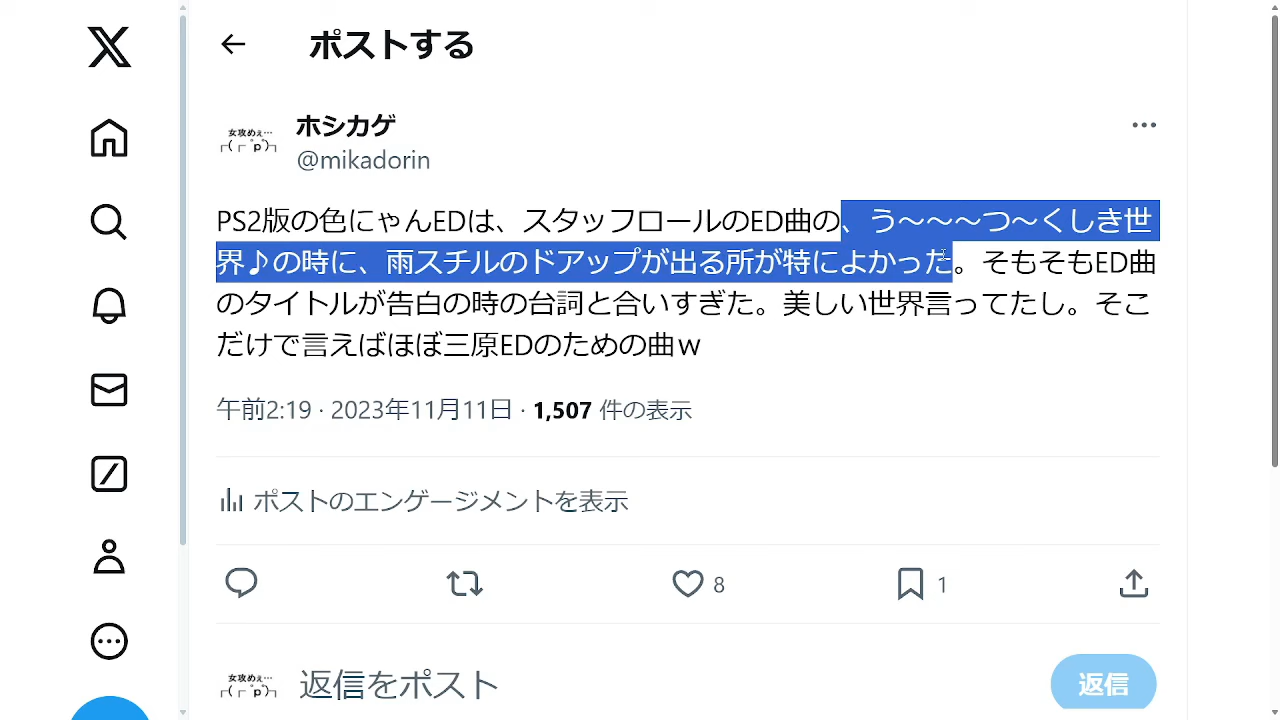 ポストする
女攻めぇ…
ホシカゲ
@mikadorin
PS2版の色にゃんEDは、スタッフロールのED曲の、う〜〜〜つ〜くしき世
界♪の時に、雨スチルのドアップが出る所が特によかった。そもそもED曲
のタイトルが告白の時の台詞と合いすぎた。美しい世界言ってたし。そこ
だけで言えばほぼ三原EDのための曲w
午前2:19 · 2023年11月11日 · 1,507 件の表示
ポストのエンゲージメントを表示
8
1
女攻めぇ…
返信をポスト
返信